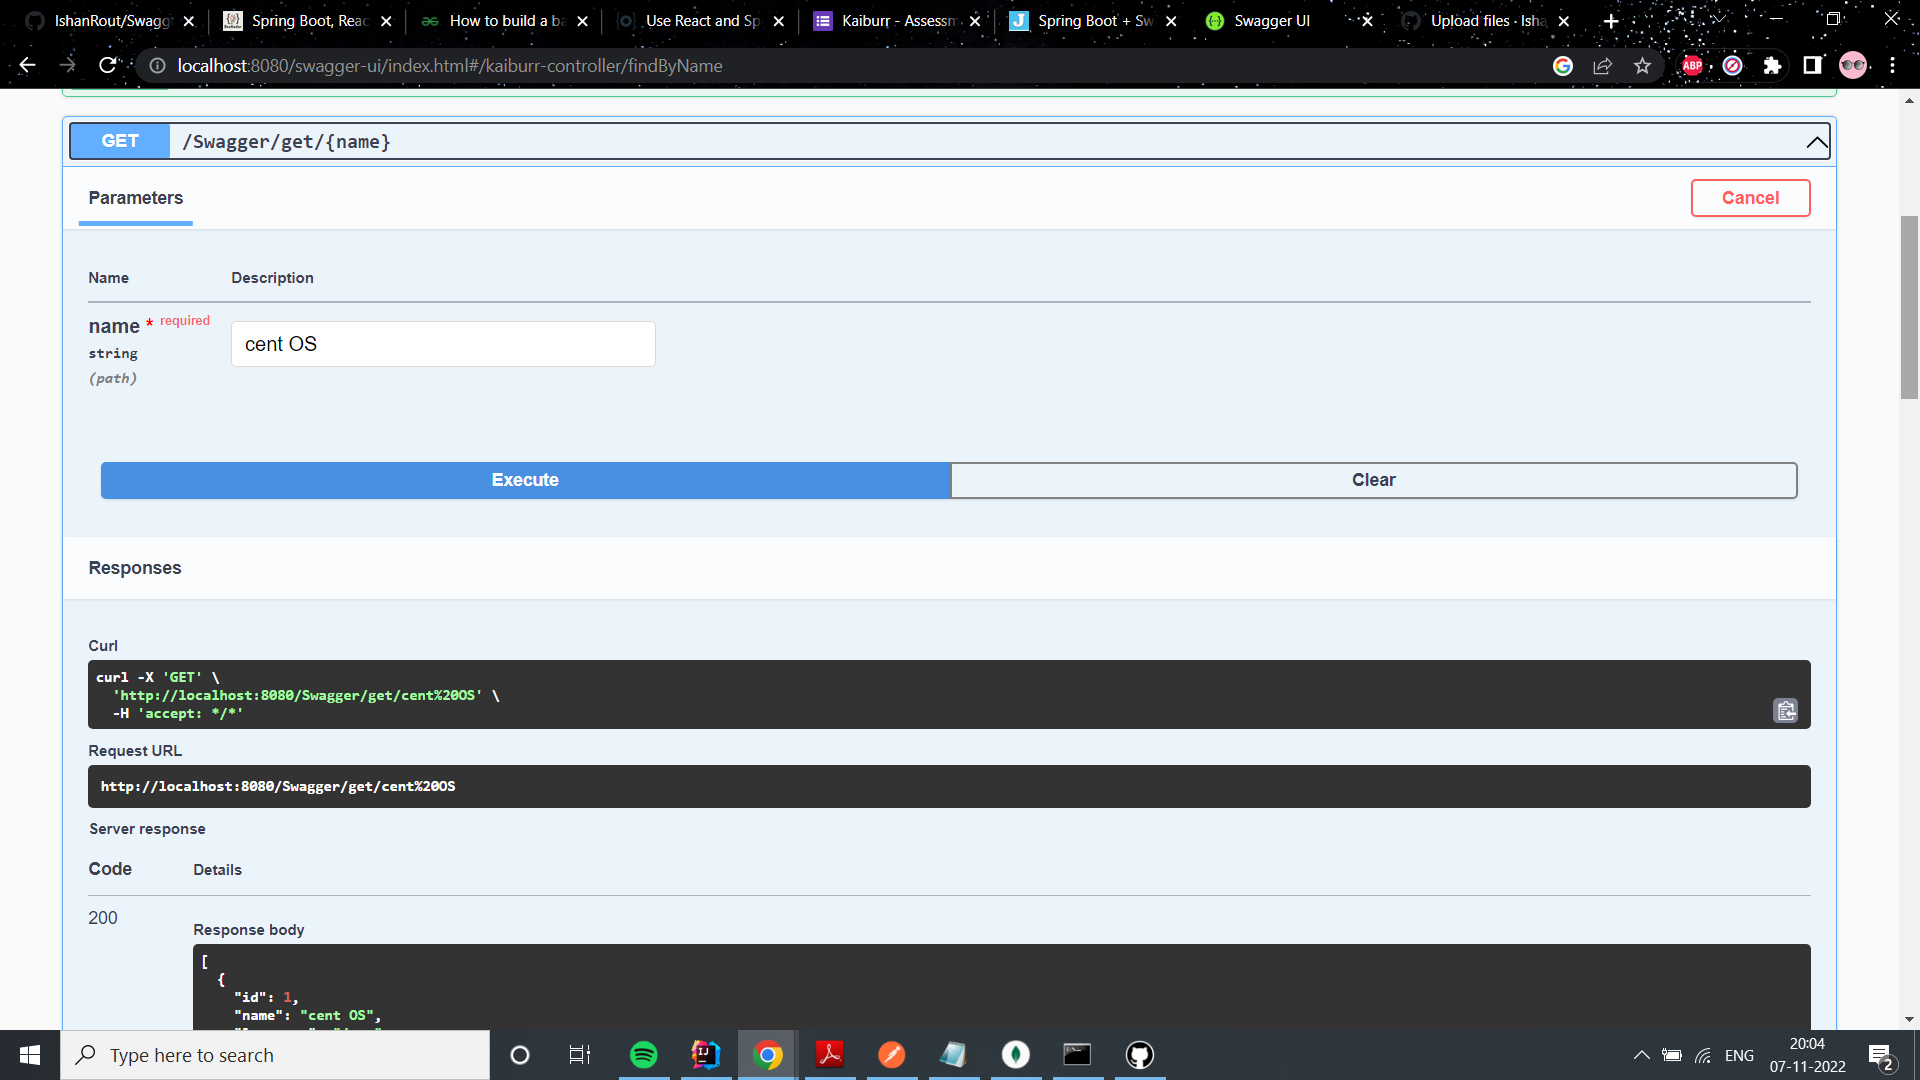 IshanRout/Swagg
Spring Boot, Reac
How to build a ba
Use React and Sp
Kaiburr - Assessm
Spring Boot + Sw
Swagger UI
Upload files · Isha
localhost:8080/swagger-ui/index.html#/kaiburr-controller/findByName
ABP
GET /Swagger/get/{name}
Parameters
Cancel
Name Description
name * required
string
(path)
cent OS
Execute
Clear
Responses
Curl
curl -X 'GET' \
'http://localhost:8080/Swagger/get/cent%20OS' \
-H 'accept: */*'
Request URL
http://localhost:8080/Swagger/get/cent%20OS
Server response
Code Details
200
Response body
[
{
"id": 1,
"name": "cent OS",
Type here to search
ENG
20:04
07-11-2022
2